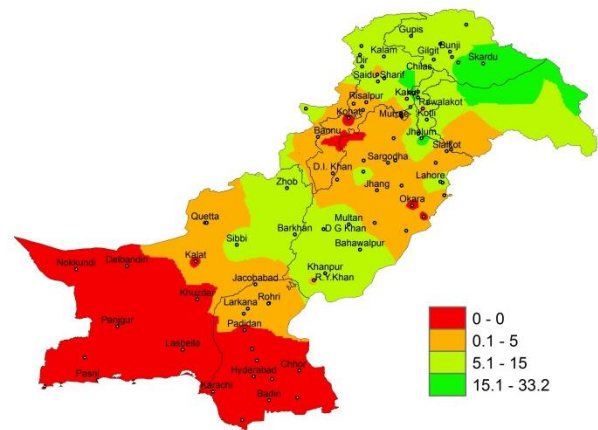 Gupis
Kalam
Gilgit
Bunji
Dir
Chilas
Skardu
Saidu Sharif
Risalpur
Kakul
Rawalakot
Kohat
Kotli
Bannu
Jhelum
Sialkot
Sargodha
D.I. Khan
Lahore
Jhang
Zhob
Okara
Quetta
Multan
Barkhan
D G Khan
Sibbi
Bahawalpur
Kalat
Nokkundi
Dalbandin
Khanpur
R.Y.Khan
Jacobabad
Khuzdar
Larkana
Rohri
Padidan
Panjgur
Lasbella
Pasni
Hyderabad
Chhor
Karachi
Badin
0 - 0
0.1 - 5
5.1 - 15
15.1 - 33.2